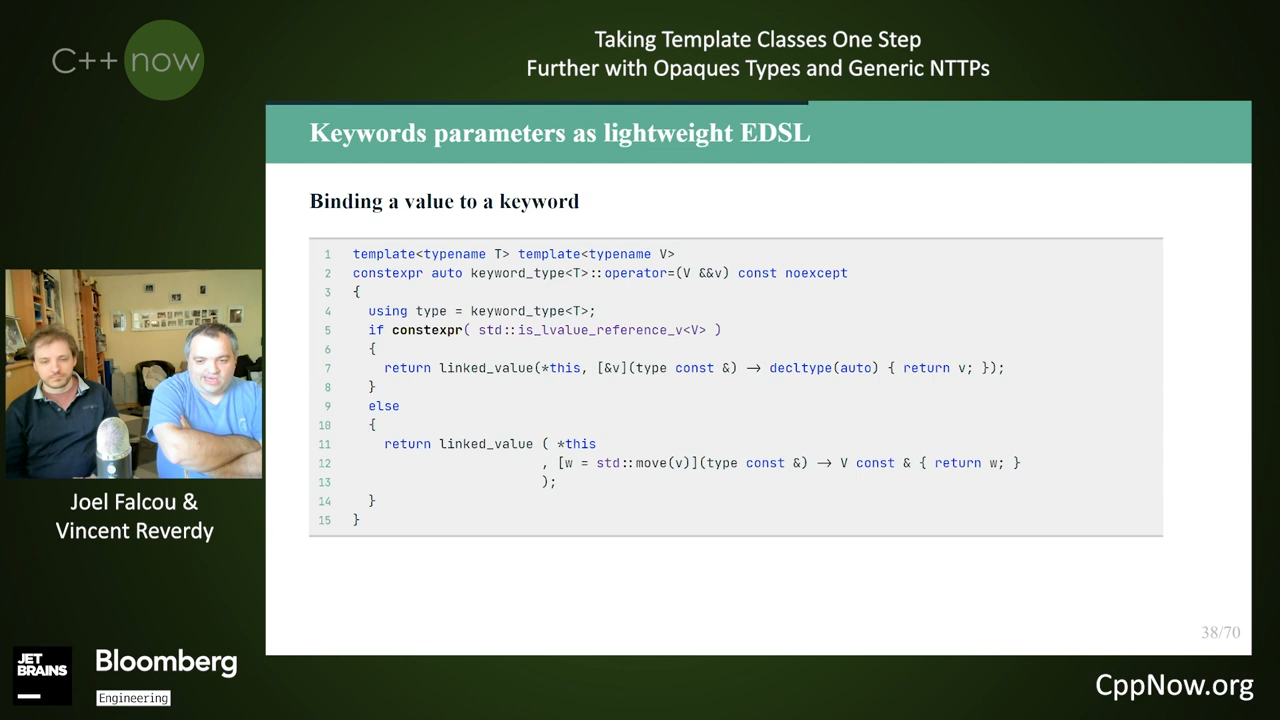 C++ now
Taking Template Classes One Step
Further with Opaques Types and Generic NTTPs
Keywords parameters as lightweight EDSL
Binding a value to a keyword
1 template<typename T> template<typename V>
2 constexpr auto keyword_type<T>::operator=(V &&v) const noexcept
3 {
4 using type = keyword_type<T>;
5 if constexpr( std::is_lvalue_reference_v<V> )
6 {
7 return linked_value(*this, [&v](type const &) → decltype(auto) { return v; });
8 }
9 else
10 {
11 return linked_value ( *this
12 , [w = std::move(v)](type const &) → V const & { return w; }
13 );
14 }
15 }
38/70
Joel Falcou &
Vincent Reverdy
JET
BRAINS
Bloomberg
Engineering
CppNow.org